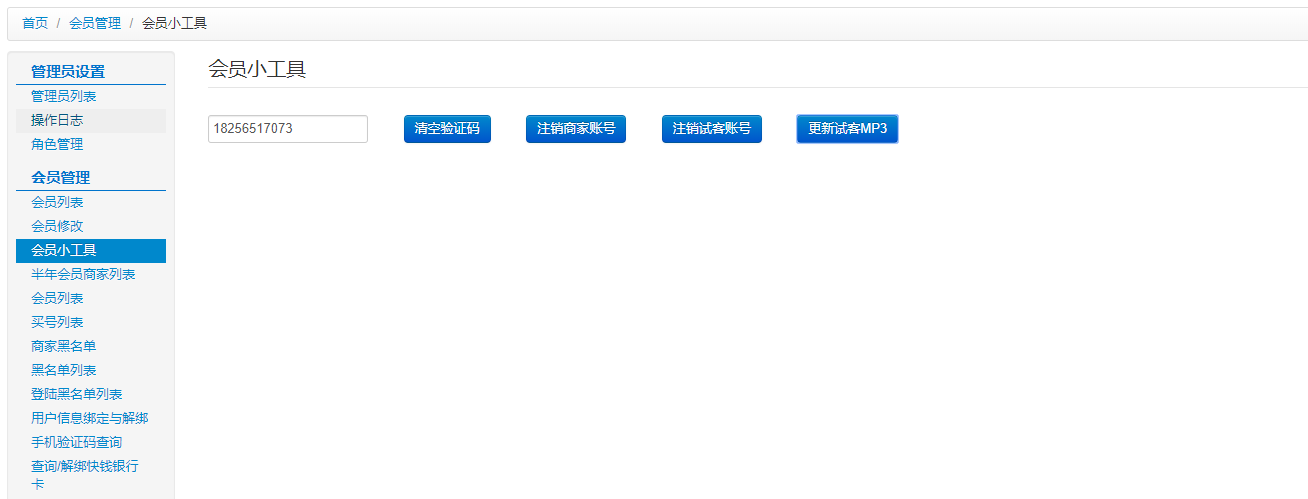 首页 / 会员管理 / 会员小工具
管理员设置
管理员列表
操作日志
角色管理
会员管理
会员列表
会员修改
会员小工具
半年会员商家列表
会员列表
买号列表
商家黑名单
黑名单列表
登陆黑名单列表
用户信息绑定与解绑
手机验证码查询
查询/解绑快钱银行
卡
会员小工具
18256517073 清空验证码 注销商家账号 注销试客账号 更新试客MP3